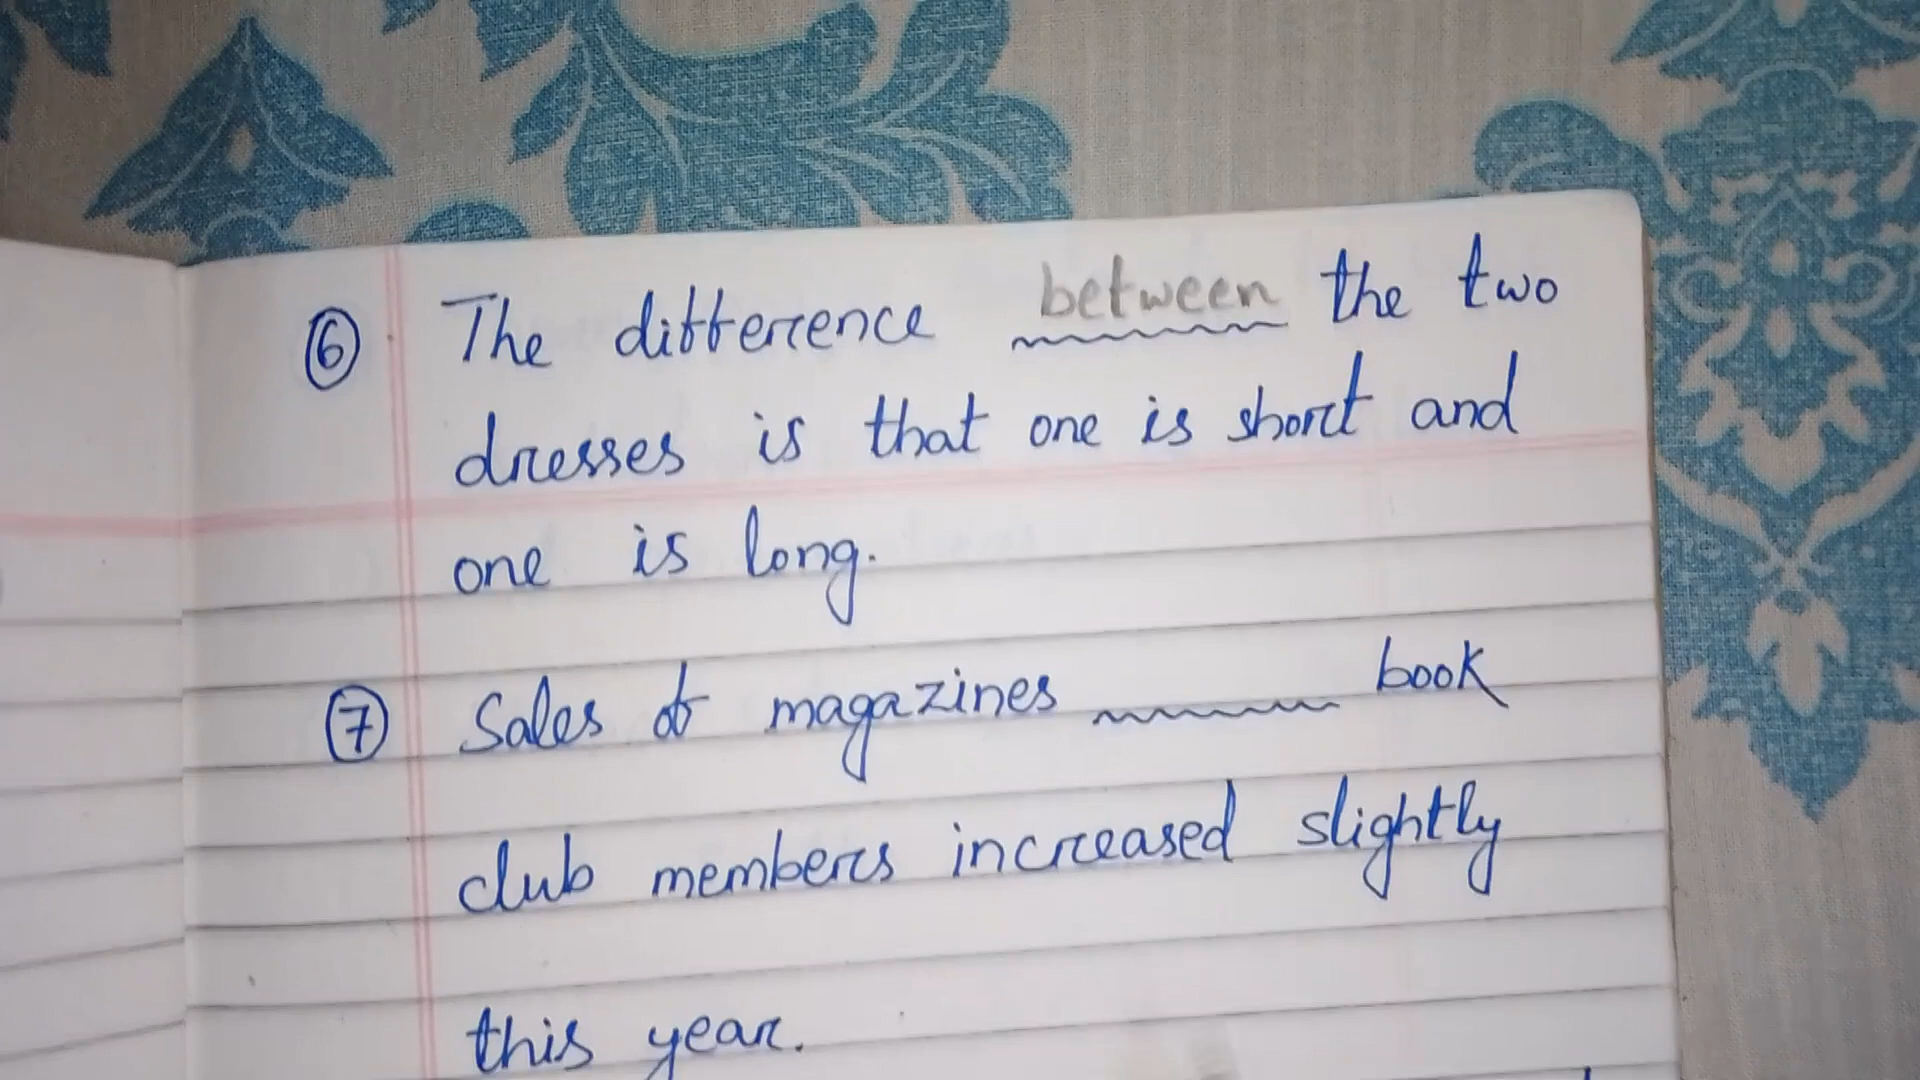 ⑥ The difference between the two
dresses is that one is short and
one is long.
⑦ Sales of magazines book
club members increased slightly
this year.